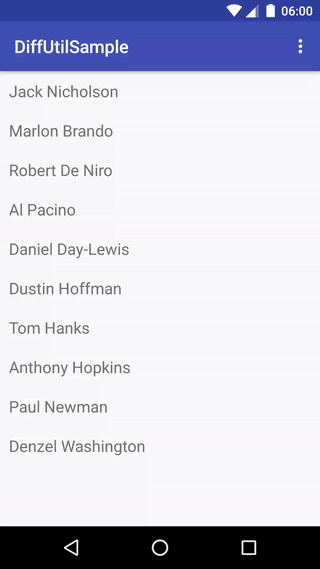 06:00
DiffUtilSample
Jack Nicholson
Marlon Brando
Robert De Niro
Al Pacino
Daniel Day-Lewis
Dustin Hoffman
Tom Hanks
Anthony Hopkins
Paul Newman
Denzel Washington